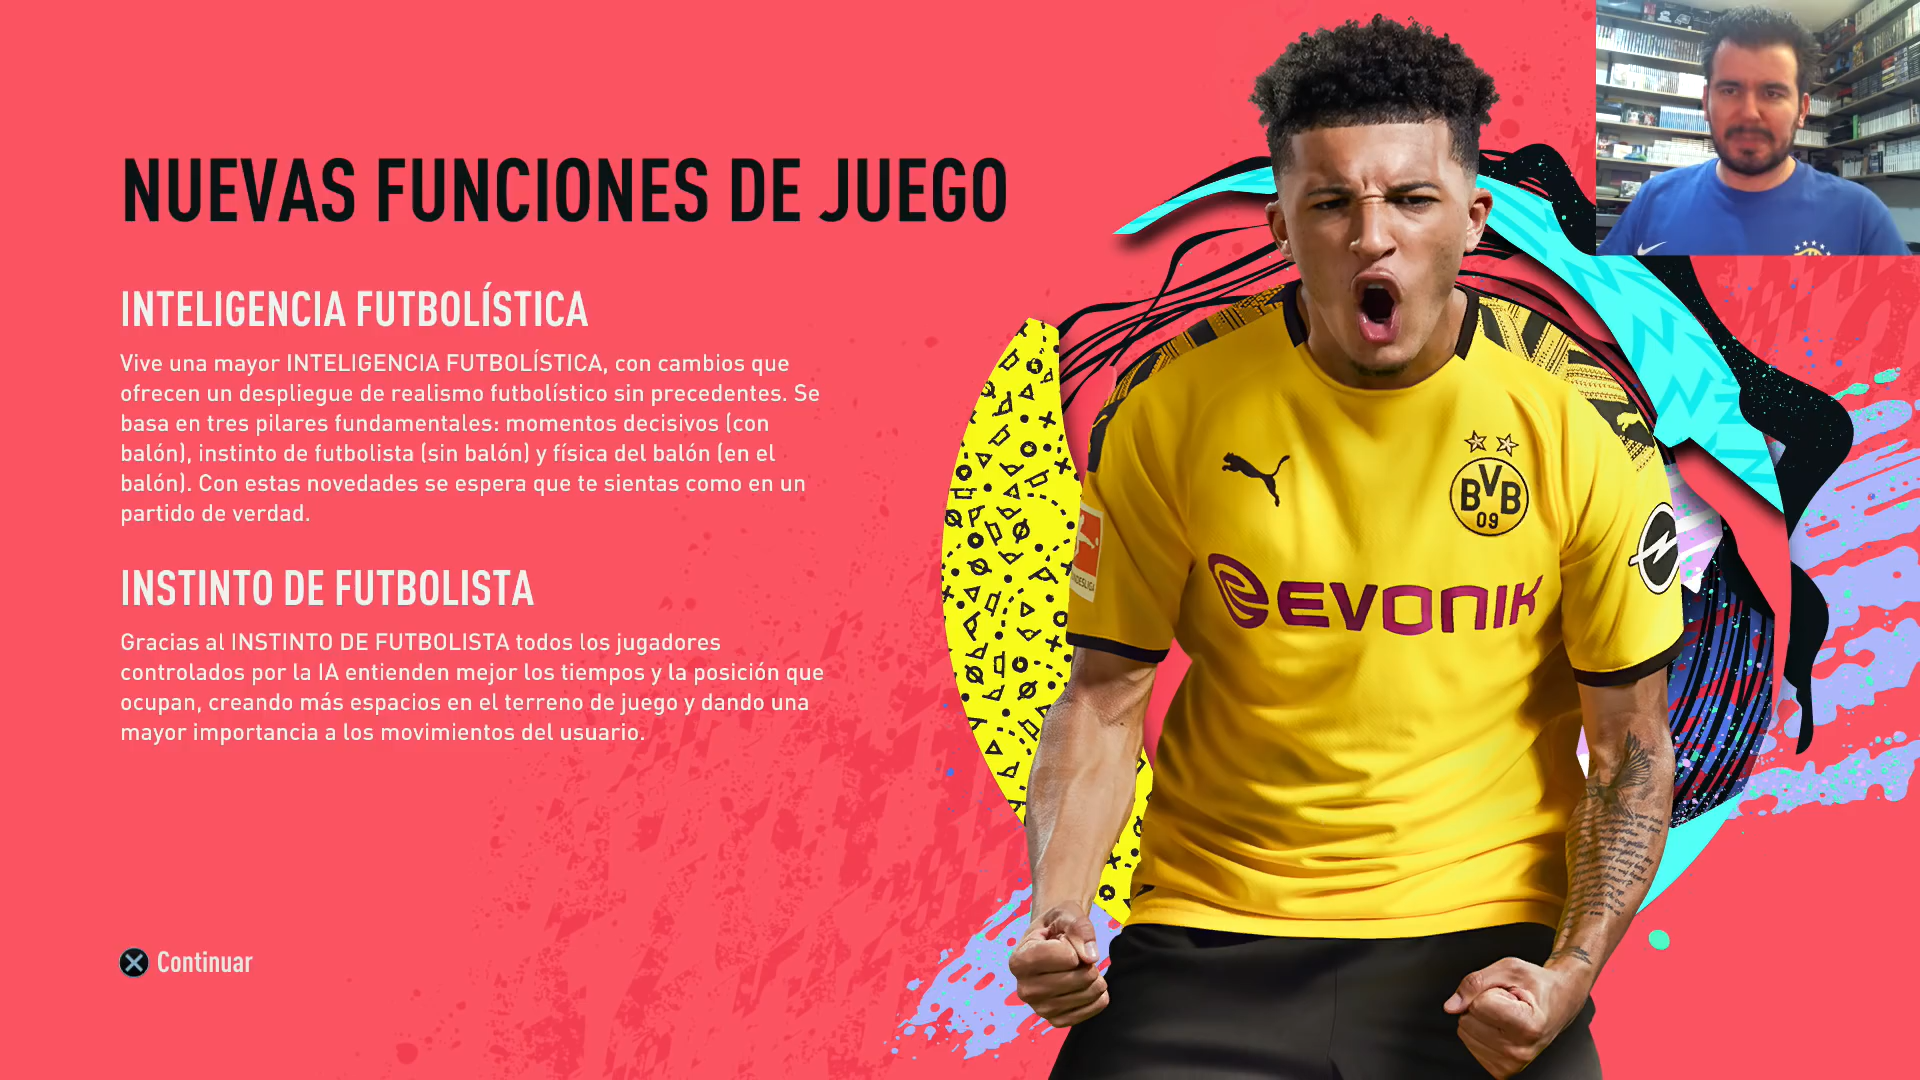 NUEVAS FUNCIONES DE JUEGO
INTELIGENCIA FUTBOLÍSTICA
Vive una mayor INTELIGENCIA FUTBOLÍSTICA, con cambios que
ofrecen un despliegue de realismo futbolístico sin precedentes. Se
basa en tres pilares fundamentales: momentos decisivos (con
balón), instinto de futbolista (sin balón) y física del balón (en el
balón). Con estas novedades se espera que te sientas como en un
partido de verdad.
INSTINTO DE FUTBOLISTA
Gracias al INSTINTO DE FUTBOLISTA todos los jugadores
controlados por la IA entienden mejor los tiempos y la posición que
ocupan, creando más espacios en el terreno de juego y dando una
mayor importancia a los movimientos del usuario.
Continuar
BVB
09
EVONIK